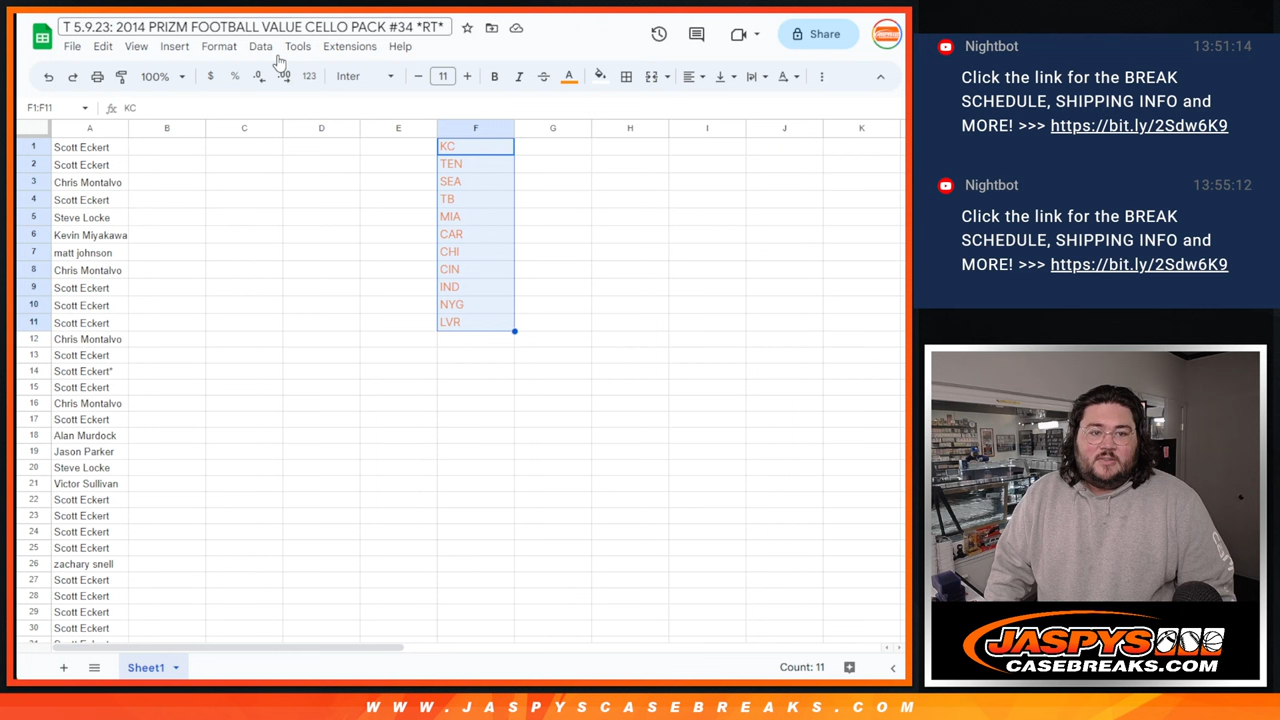 T 5.9.23: 2014 PRIZM FOOTBALL VALUE CELLO PACK #34 *RT*
Share
File Edit View Insert Format Data Tools Extensions Help
100% $ % .0 .00 123 Inter 11 B I A
F1:F11 fx KC
A B C D E F G H I J K
1 Scott Eckert KC
2 Scott Eckert TEN
3 Chris Montalvo SEA
4 Scott Eckert TB
5 Steve Locke MIA
6 Kevin Miyakawa CAR
7 matt johnson CHI
8 Chris Montalvo CIN
9 Scott Eckert IND
10 Scott Eckert NYG
11 Scott Eckert LVR
12 Chris Montalvo
13 Scott Eckert
14 Scott Eckert*
15 Scott Eckert
16 Chris Montalvo
17 Scott Eckert
18 Alan Murdock
19 Jason Parker
20 Steve Locke
21 Victor Sullivan
22 Scott Eckert
23 Scott Eckert
24 Scott Eckert
25 Scott Eckert
26 zachary snell
27 Scott Eckert
28 Scott Eckert
29 Scott Eckert
30 Scott Eckert
Sheet1 Count: 11
Nightbot 13:51:14
Click the link for the BREAK
SCHEDULE, SHIPPING INFO and
MORE! >>> https://bit.ly/2Sdw6K9
Nightbot 13:55:12
Click the link for the BREAK
SCHEDULE, SHIPPING INFO and
MORE! >>> https://bit.ly/2Sdw6K9
JASPYS
CASEBREAKS.COM
WWW.JASPYSCASEBREAKS.COM